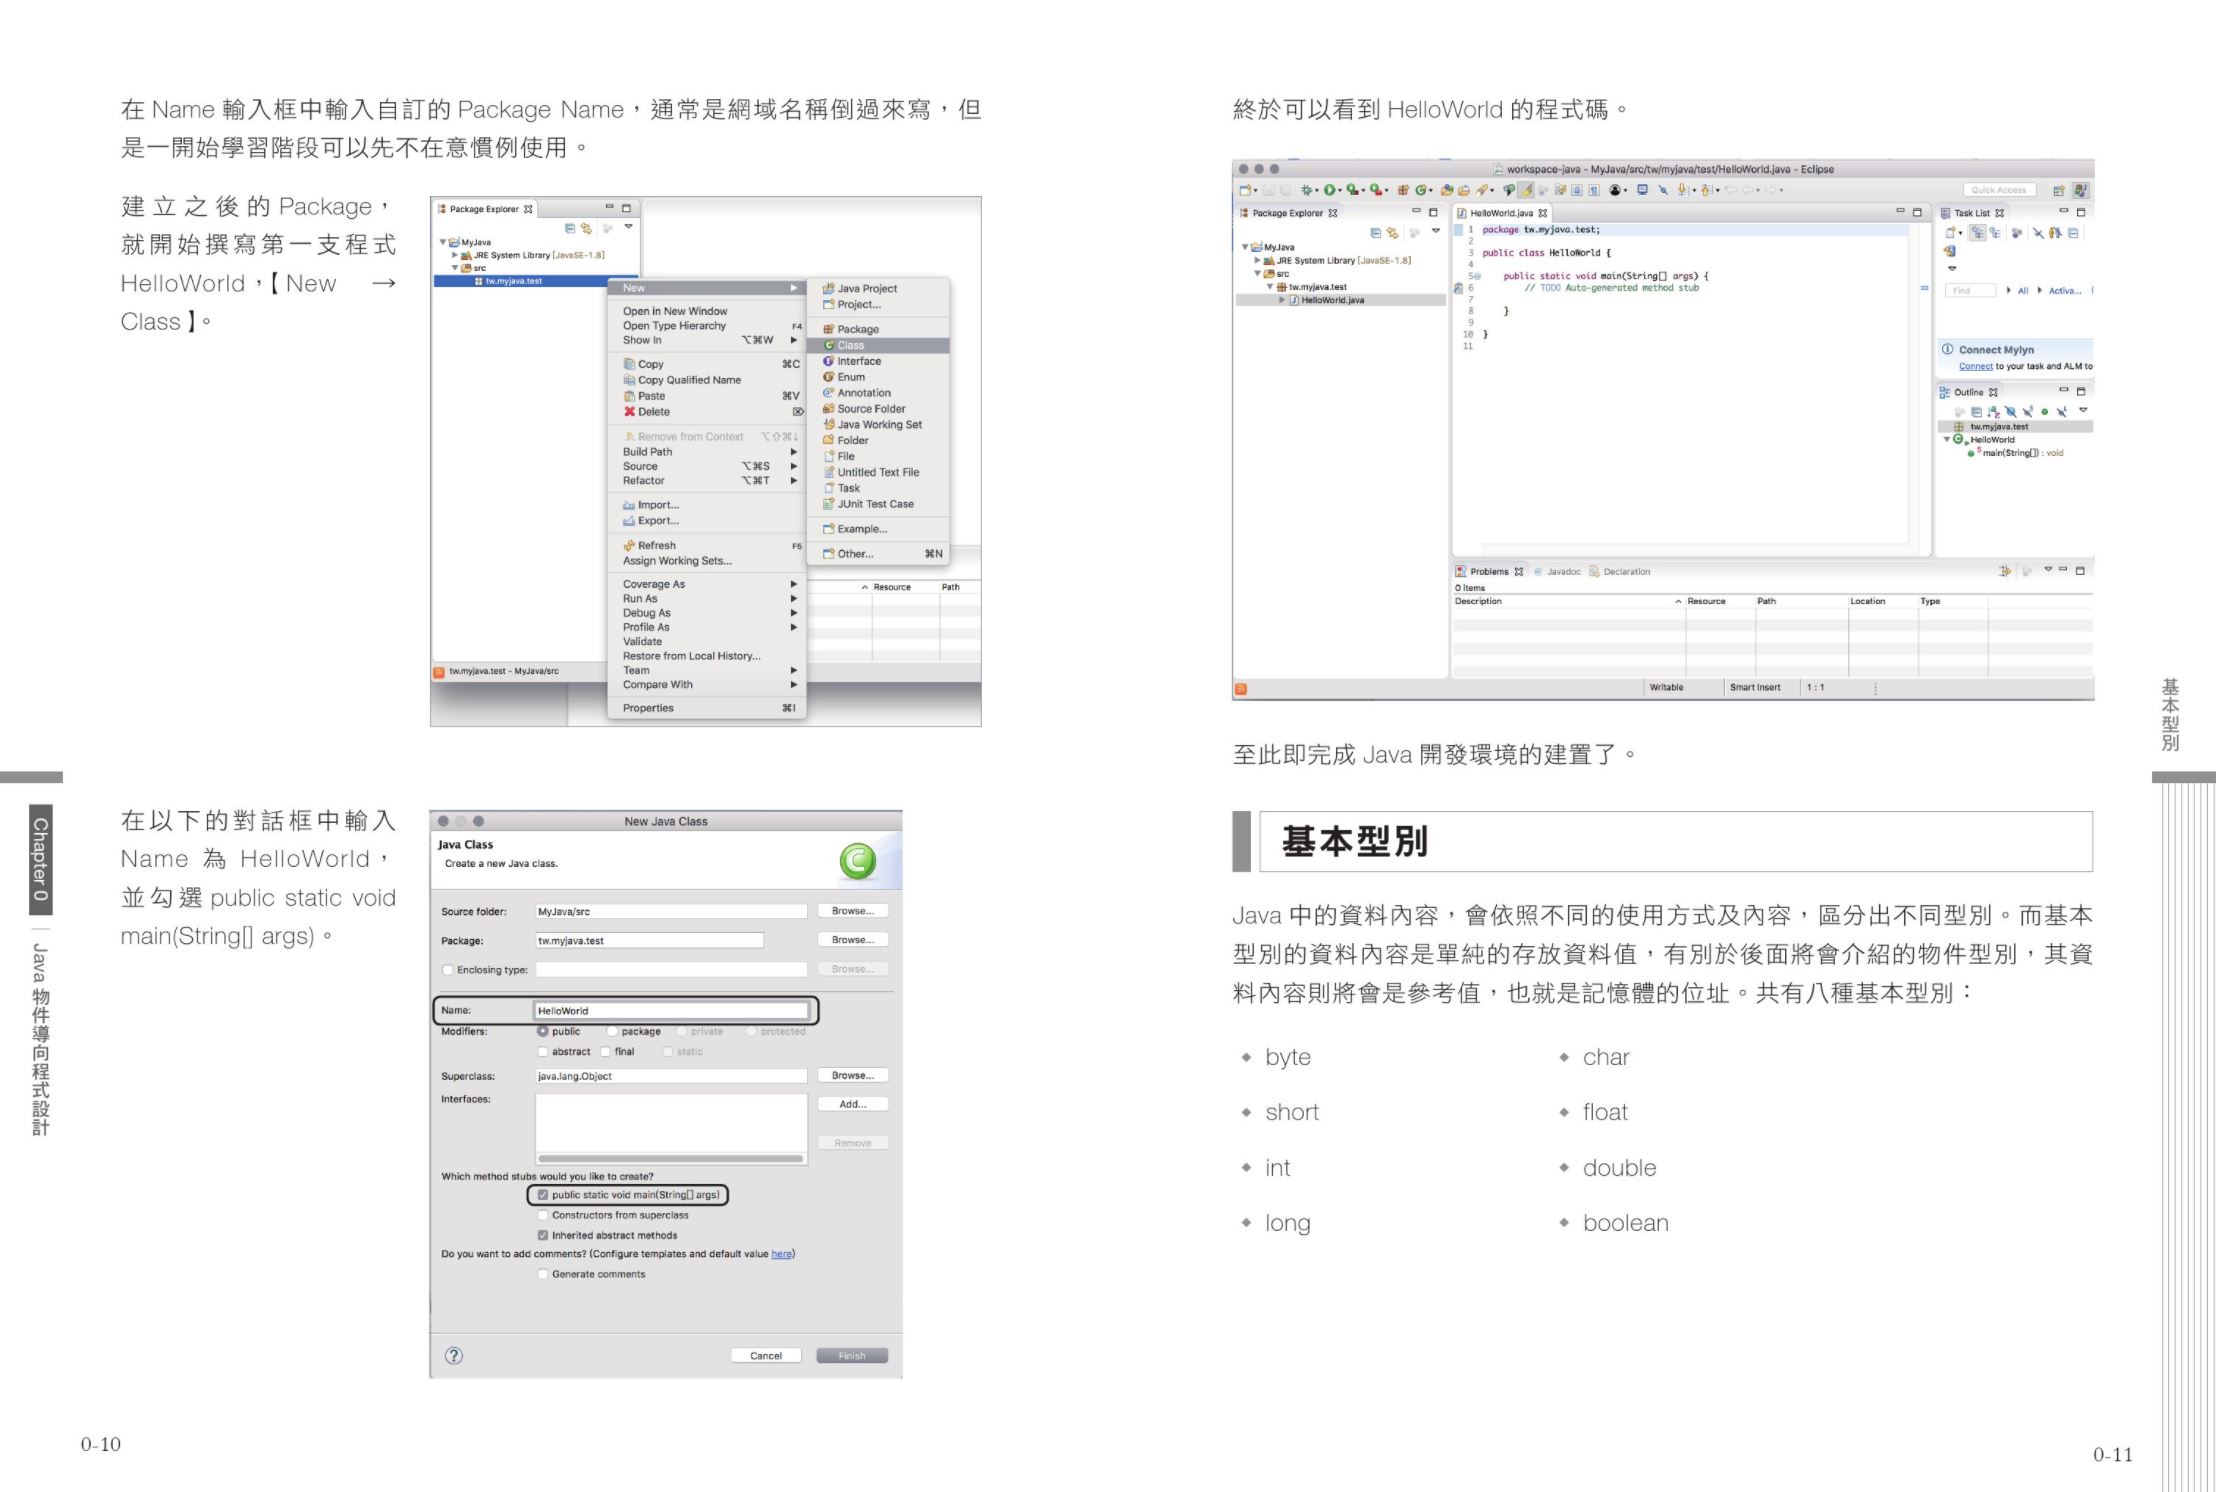 在 Name 輸入框中輸入自訂的 Package Name，通常是網域名稱倒過來寫，但
是一開始學習階段可以先不在意慣例使用。
建立之後的 Package，
就開始撰寫第一支程式
HelloWorld，【New →
Class】。
Package Explorer
MyJava
JRE System Library [JavaSE-1.8]
src
tw.myjava.test
New
Open in New Window
Open Type Hierarchy F4
Show In ⌥⌘W
Copy ⌘C
Copy Qualified Name
Paste ⌘V
Delete ⌦
Remove from Context ⌥⇧⌘↓
Build Path
Source ⌥⌘S
Refactor ⌥⌘T
Import...
Export...
Refresh F5
Assign Working Sets...
Coverage As
Run As
Debug As
Profile As
Validate
Restore from Local History...
Team
Compare With
Properties ⌘I
Java Project
Project...
Package
Class
Interface
Enum
Annotation
Source Folder
Java Working Set
Folder
File
Untitled Text File
Task
JUnit Test Case
Example...
Other... ⌘N
Resource Path
tw.myjava.test - MyJava/src
在以下的對話框中輸入
Name 為 HelloWorld，
並勾選 public static void
main(String[] args)。
New Java Class
Java Class
Create a new Java class.
Source folder: MyJava/src Browse...
Package: tw.myjava.test Browse...
Enclosing type: Browse...
Name: HelloWorld
Modifiers: public package private protected
abstract final static
Superclass: java.lang.Object Browse...
Interfaces: Add...
Remove
Which method stubs would you like to create?
public static void main(String[] args)
Constructors from superclass
Inherited abstract methods
Do you want to add comments? (Configure templates and default value here)
Generate comments
? Cancel Finish
Chapter 0
Java 物件導向程式設計
0-10
終於可以看到 HelloWorld 的程式碼。
workspace-java - MyJava/src/tw/myjava/test/HelloWorld.java - Eclipse
Quick Access
Package Explorer
MyJava
JRE System Library [JavaSE-1.8]
src
tw.myjava.test
HelloWorld.java
HelloWorld.java
1 package tw.myjava.test;
2
3 public class HelloWorld {
4
5 public static void main(String[] args) {
6 // TODO Auto-generated method stub
7
8 }
9
10 }
11
Task List
Find All Activa...
Connect Mylyn
Connect to your task and ALM to
Outline
tw.myjava.test
HelloWorld
main(String[]) : void
Problems Javadoc Declaration
0 items
Description Resource Path Location Type
Writable Smart Insert 1 : 1
至此即完成 Java 開發環境的建置了。
基本型別
Java 中的資料內容，會依照不同的使用方式及內容，區分出不同型別。而基本
型別的資料內容是單純的存放資料值，有別於後面將會介紹的物件型別，其資
料內容則將會是參考值，也就是記憶體的位址。共有八種基本型別：
◆ byte
◆ short
◆ int
◆ long
◆ char
◆ float
◆ double
◆ boolean
基本型別
0-11